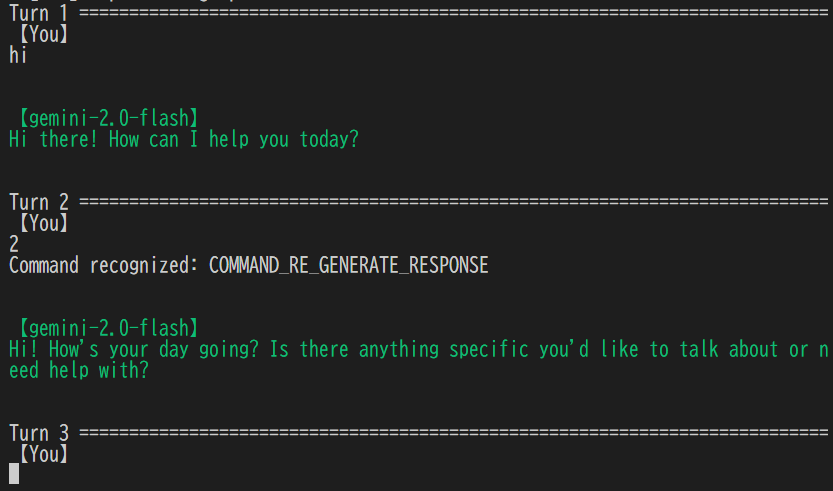 Turn 1 ===========================================================================
【You】
hi
【gemini-2.0-flash】
Hi there! How can I help you today?
Turn 2 ===========================================================================
【You】
2
Command recognized: COMMAND_RE_GENERATE_RESPONSE
【gemini-2.0-flash】
Hi! How's your day going? Is there anything specific you'd like to talk about or n
eed help with?
Turn 3 ===========================================================================
【You】